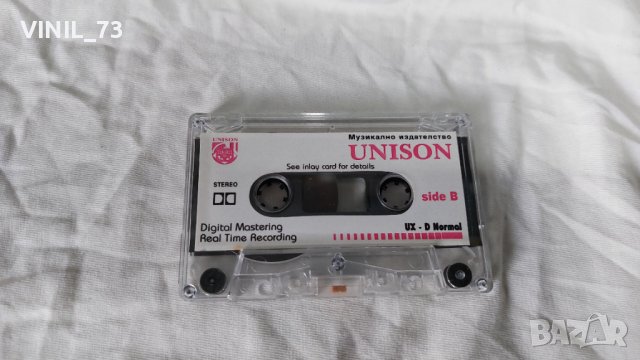 VINIL_73
UNISON
Музикално издателство
UNISON
See inlay card for details
STEREO
side B
Digital Mastering
Real Time Recording
UX - D Normal
BAZAR